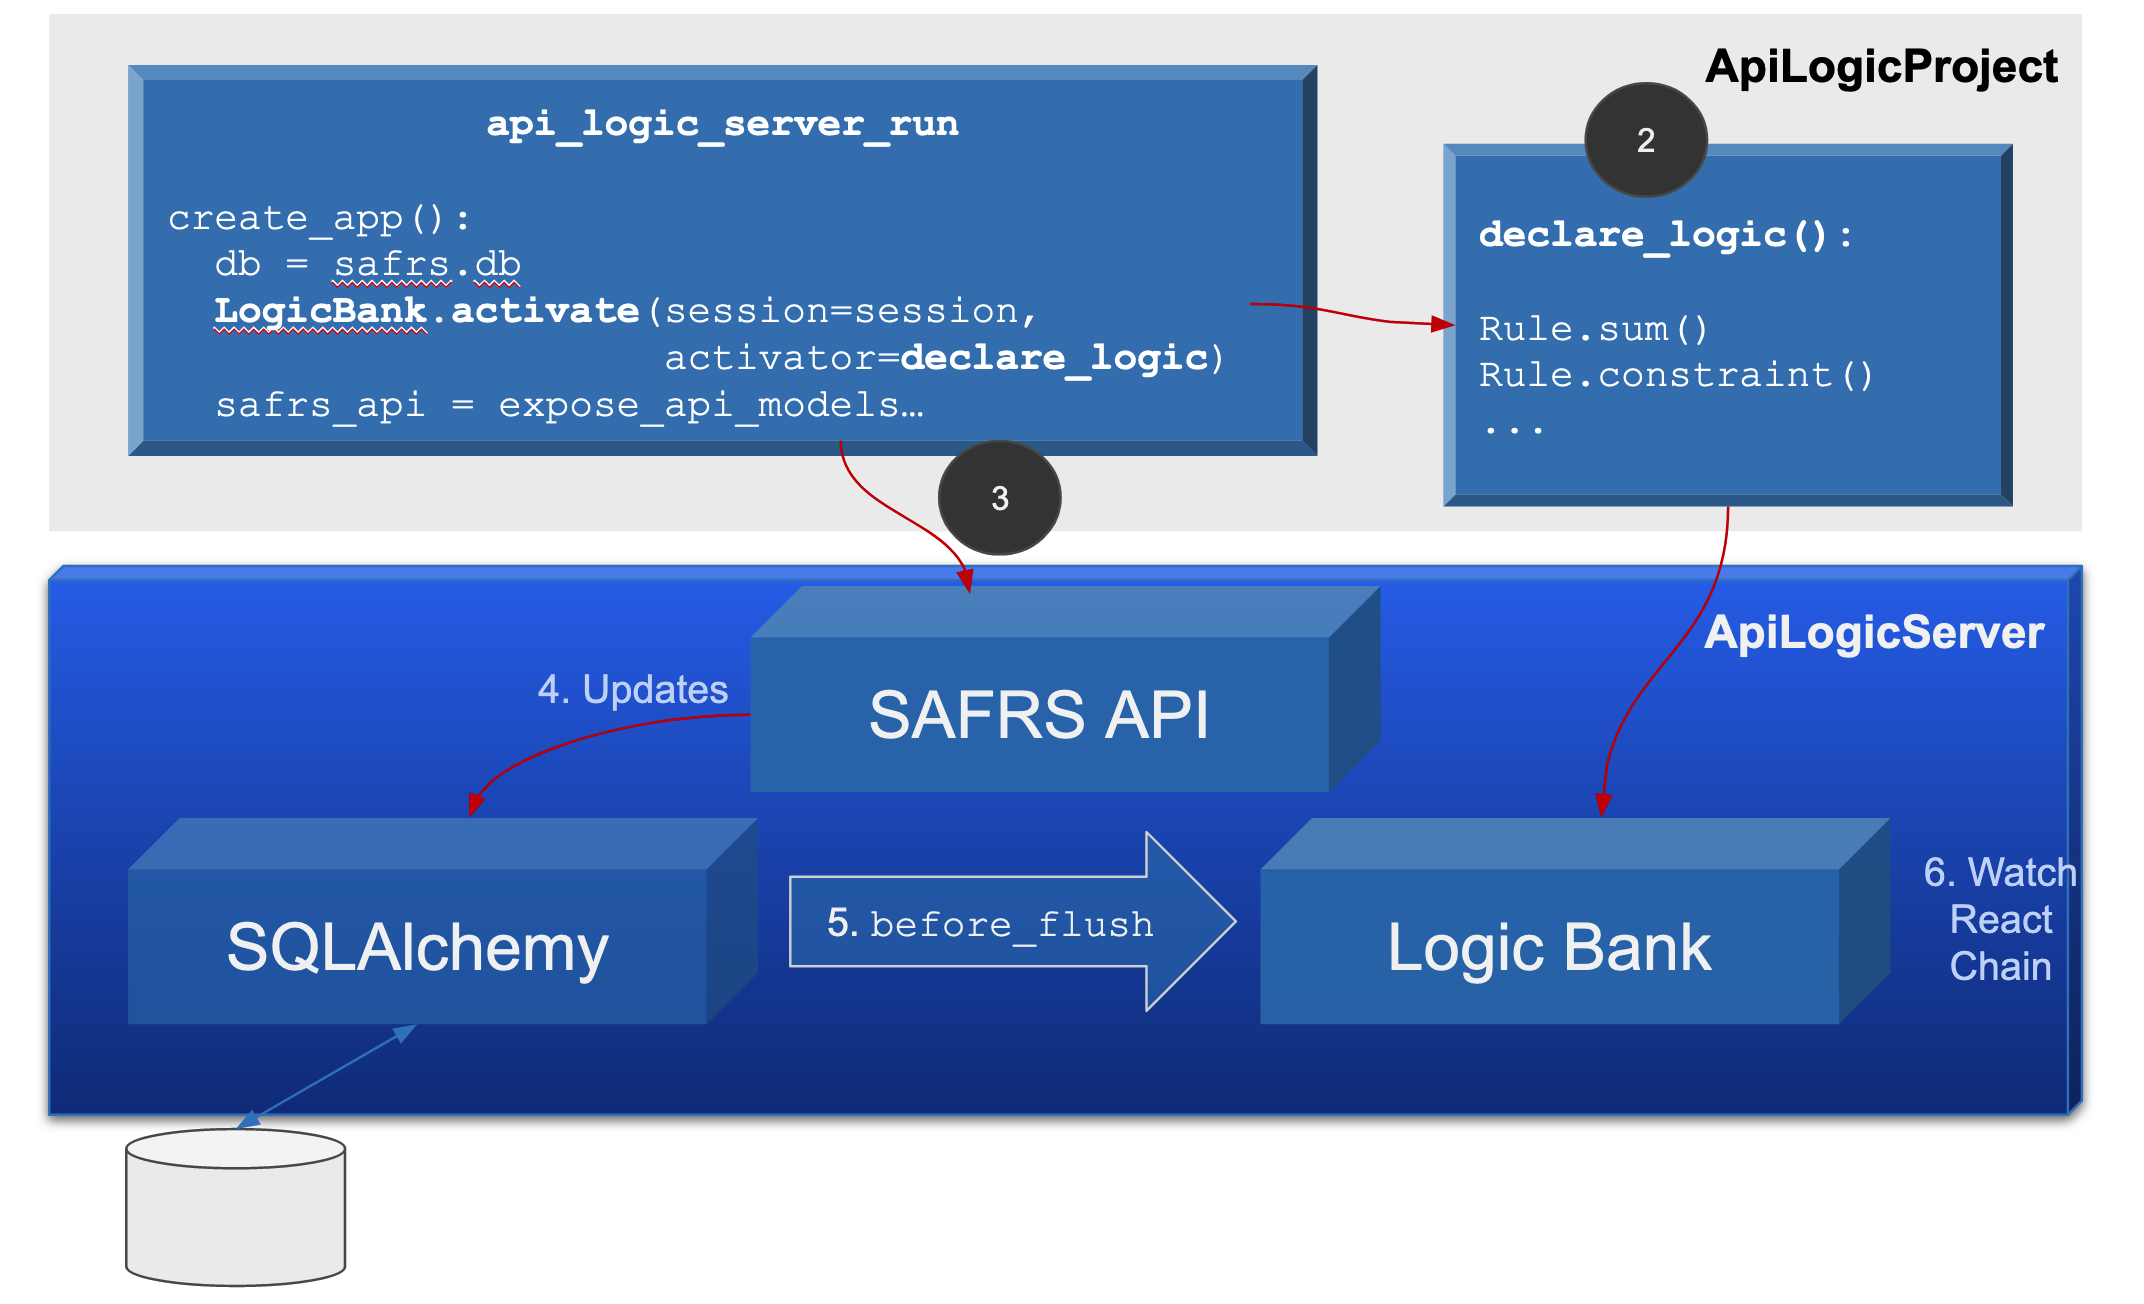 ApiLogicProject
api_logic_server_run
create_app():
db = safrs.db
LogicBank.activate(session=session,
activator=declare_logic)
safrs_api = expose_api_models…
2
declare_logic():
Rule.sum()
Rule.constraint()
...
3
ApiLogicServer
SAFRS API
4. Updates
SQLAlchemy
5. before_flush
Logic Bank
6. Watch
React
Chain